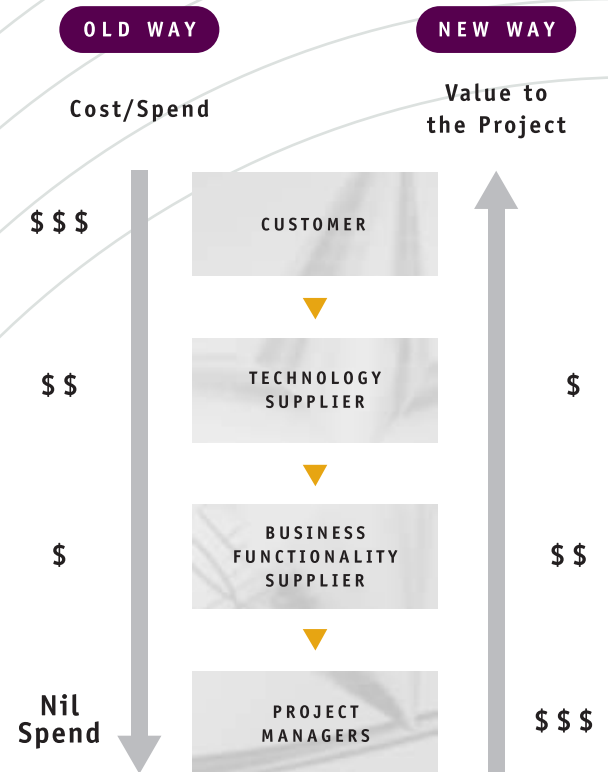 OLD WAY
NEW WAY
Cost/Spend
Value to
the Project
$$$
CUSTOMER
$$
TECHNOLOGY
SUPPLIER
$
$
BUSINESS
FUNCTIONALITY
SUPPLIER
$$
Nil
Spend
PROJECT
MANAGERS
$$$